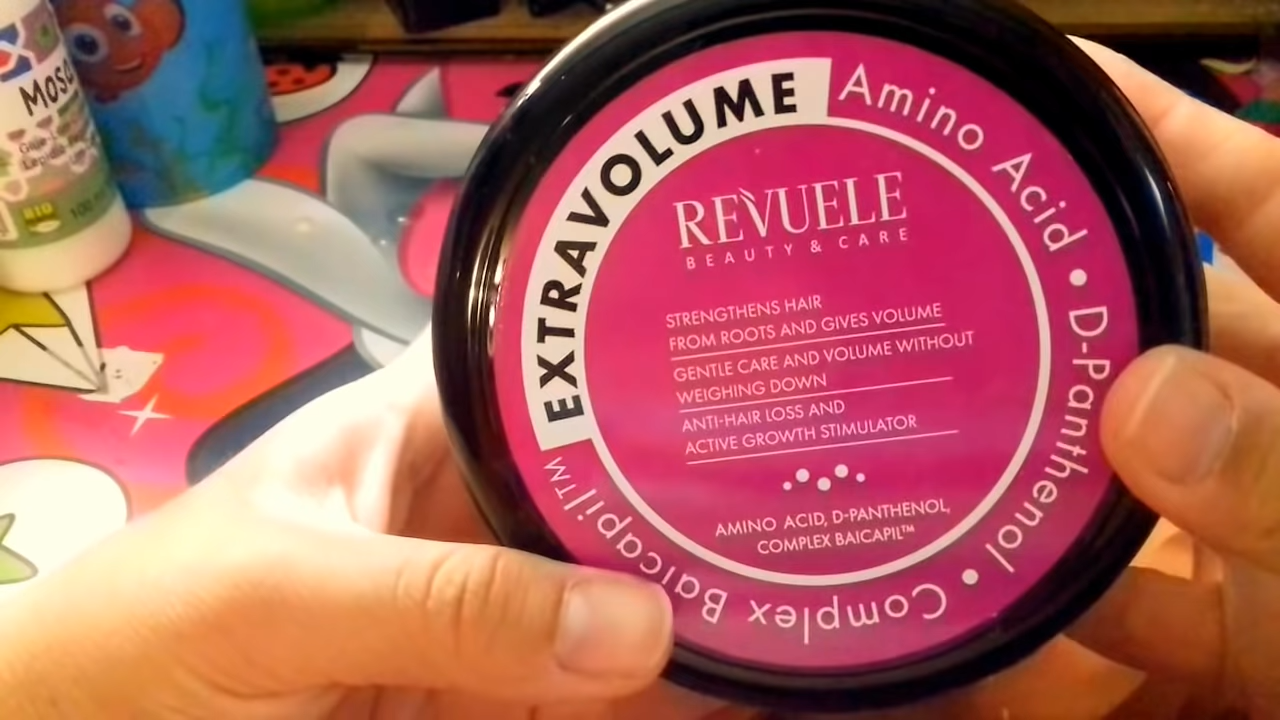 EXTRAVOLUME
Amino Acid • D-Panthenol • Complex Baicapil™
REVUELE
BEAUTY & CARE
STRENGTHENS HAIR
FROM ROOTS AND GIVES VOLUME
GENTLE CARE AND VOLUME WITHOUT
WEIGHING DOWN
ANTI-HAIR LOSS AND
ACTIVE GROWTH STIMULATOR
AMINO ACID, D-PANTHENOL,
COMPLEX BAICAPIL™
BIO